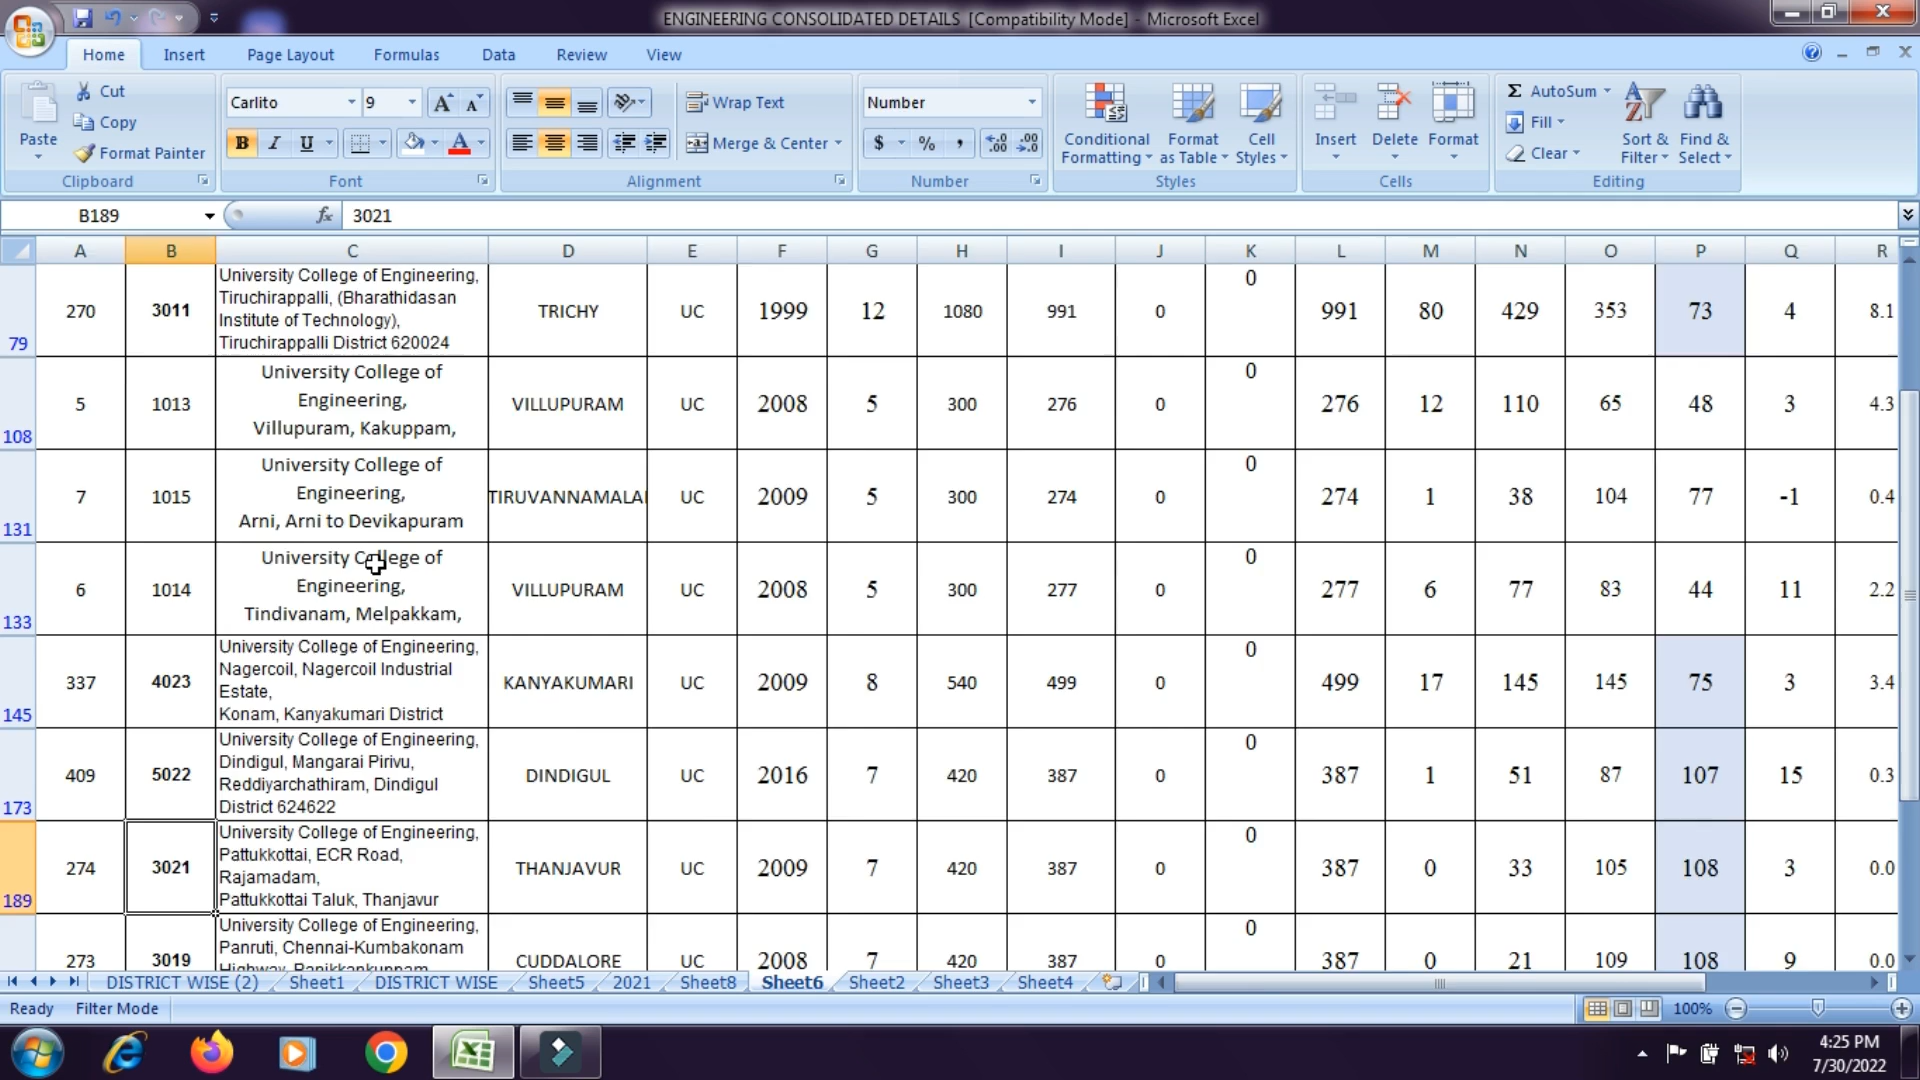 ENGINEERING CONSOLIDATED DETAILS [Compatibility Mode] - Microsoft Excel
Home Insert Page Layout Formulas Data Review View
Paste Cut Copy Format Painter Clipboard
Carlito 9 A A B I U A Font
Wrap Text Merge & Center Alignment
Number $ % , Number
Conditional Formatting Format as Table Cell Styles Styles
Insert Delete Format Cells
Σ AutoSum Fill Clear Sort & Filter Find & Select Editing
B189 fx 3021
A B C D E F G H I J K L M N O P Q R
79 270 3011 University College of Engineering,
Tiruchirappalli, (Bharathidasan
Institute of Technology),
Tiruchirappalli District 620024
TRICHY UC 1999 12 1080 991 0 0 991 80 429 353 73 4 8.1
108 5 1013 University College of
Engineering,
Villupuram, Kakuppam,
VILLUPURAM UC 2008 5 300 276 0 0 276 12 110 65 48 3 4.3
131 7 1015 University College of
Engineering,
Arni, Arni to Devikapuram
TIRUVANNAMALAI UC 2009 5 300 274 0 0 274 1 38 104 77 -1 0.4
133 6 1014 University College of
Engineering,
Tindivanam, Melpakkam,
VILLUPURAM UC 2008 5 300 277 0 0 277 6 77 83 44 11 2.2
145 337 4023 University College of Engineering,
Nagercoil, Nagercoil Industrial
Estate,
Konam, Kanyakumari District
KANYAKUMARI UC 2009 8 540 499 0 0 499 17 145 145 75 3 3.4
173 409 5022 University College of Engineering,
Dindigul, Mangarai Pirivu,
Reddiyarchathiram, Dindigul
District 624622
DINDIGUL UC 2016 7 420 387 0 0 387 1 51 87 107 15 0.3
189 274 3021 University College of Engineering,
Pattukkottai, ECR Road,
Rajamadam,
Pattukkottai Taluk, Thanjavur
THANJAVUR UC 2009 7 420 387 0 0 387 0 33 105 108 3 0.0
273 3019 University College of Engineering,
Panruti, Chennai-Kumbakonam
Highway, Panikkankuppam
CUDDALORE UC 2008 7 420 387 0 0 387 0 21 109 108 9 0.0
DISTRICT WISE (2) Sheet1 DISTRICT WISE Sheet5 2021 Sheet8 Sheet6 Sheet2 Sheet3 Sheet4
Ready Filter Mode 100%
4:25 PM
7/30/2022